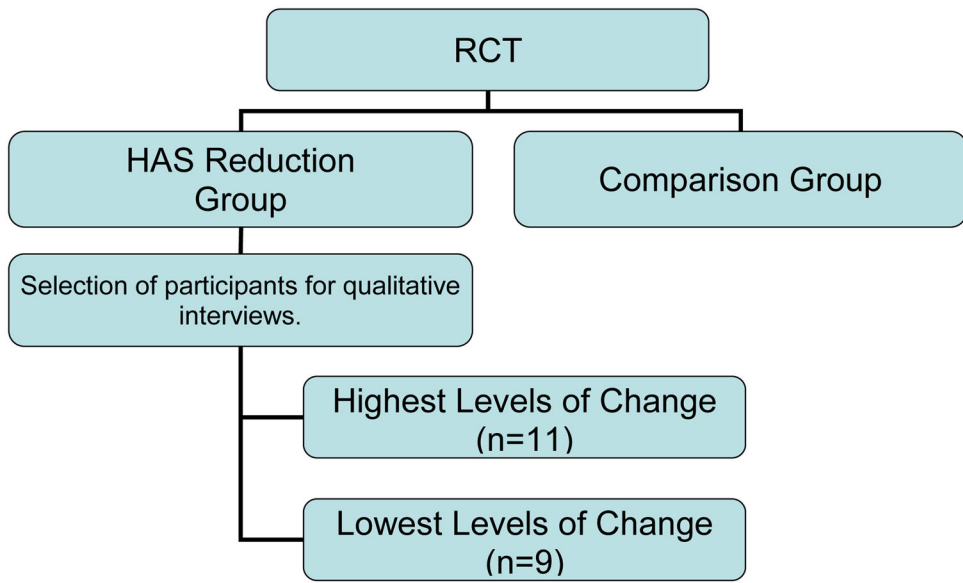 RCT
HAS Reduction
Group
Comparison Group
Selection of participants for qualitative
interviews.
Highest Levels of Change
(n=11)
Lowest Levels of Change
(n=9)